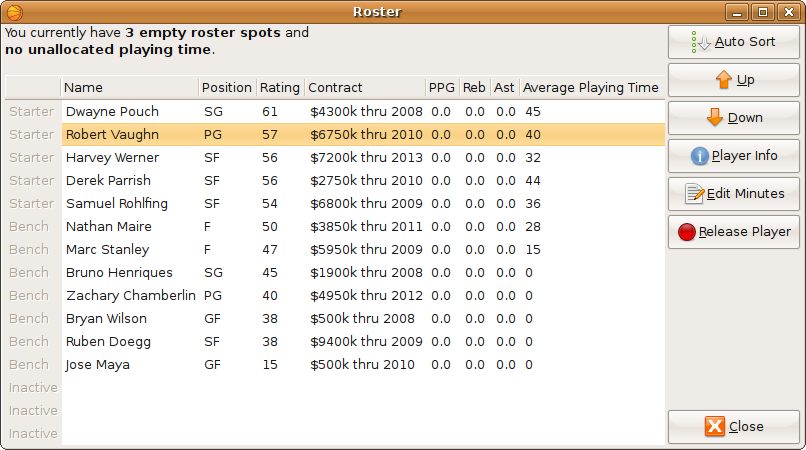 Roster
You currently have 3 empty roster spots and
no unallocated playing time.
Name Position Rating Contract PPG Reb Ast Average Playing Time
Starter Dwayne Pouch SG 61 $4300k thru 2008 0.0 0.0 0.0 45
Starter Robert Vaughn PG 57 $6750k thru 2010 0.0 0.0 0.0 40
Starter Harvey Werner SF 56 $7200k thru 2013 0.0 0.0 0.0 32
Starter Derek Parrish SF 56 $2750k thru 2010 0.0 0.0 0.0 44
Starter Samuel Rohlfing SF 54 $6800k thru 2009 0.0 0.0 0.0 36
Bench Nathan Maire F 50 $3850k thru 2011 0.0 0.0 0.0 28
Bench Marc Stanley F 47 $5950k thru 2009 0.0 0.0 0.0 15
Bench Bruno Henriques SG 45 $1900k thru 2008 0.0 0.0 0.0 0
Bench Zachary Chamberlin PG 40 $4950k thru 2012 0.0 0.0 0.0 0
Bench Bryan Wilson GF 38 $500k thru 2008 0.0 0.0 0.0 0
Bench Ruben Doegg SF 38 $9400k thru 2009 0.0 0.0 0.0 0
Bench Jose Maya GF 15 $500k thru 2010 0.0 0.0 0.0 0
Inactive
Inactive
Inactive
Auto Sort
Up
Down
Player Info
Edit Minutes
Release Player
Close